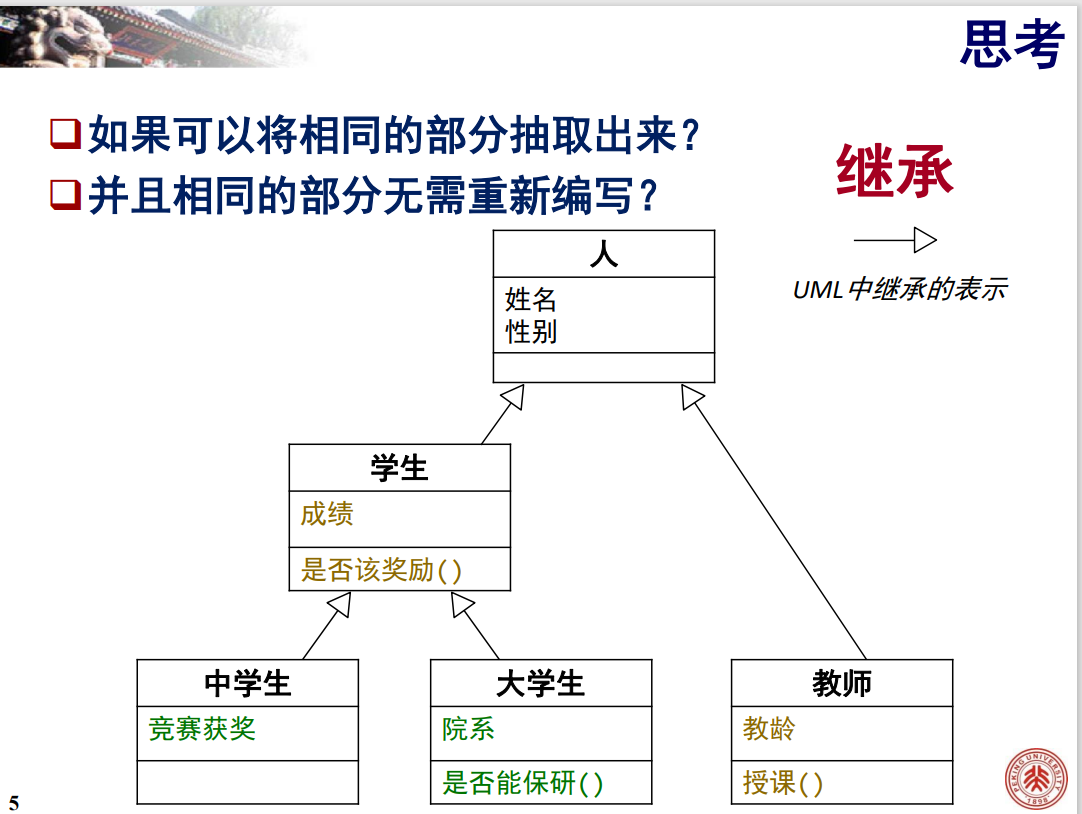 思考
❑如果可以将相同的部分抽取出来？
❑并且相同的部分无需重新编写？
继承
UML中继承的表示
人
姓名
性别
学生
成绩
是否该奖励()
中学生
竞赛获奖
大学生
院系
是否能保研()
教师
教龄
授课()
PEKING UNIVERSITY
1898
5